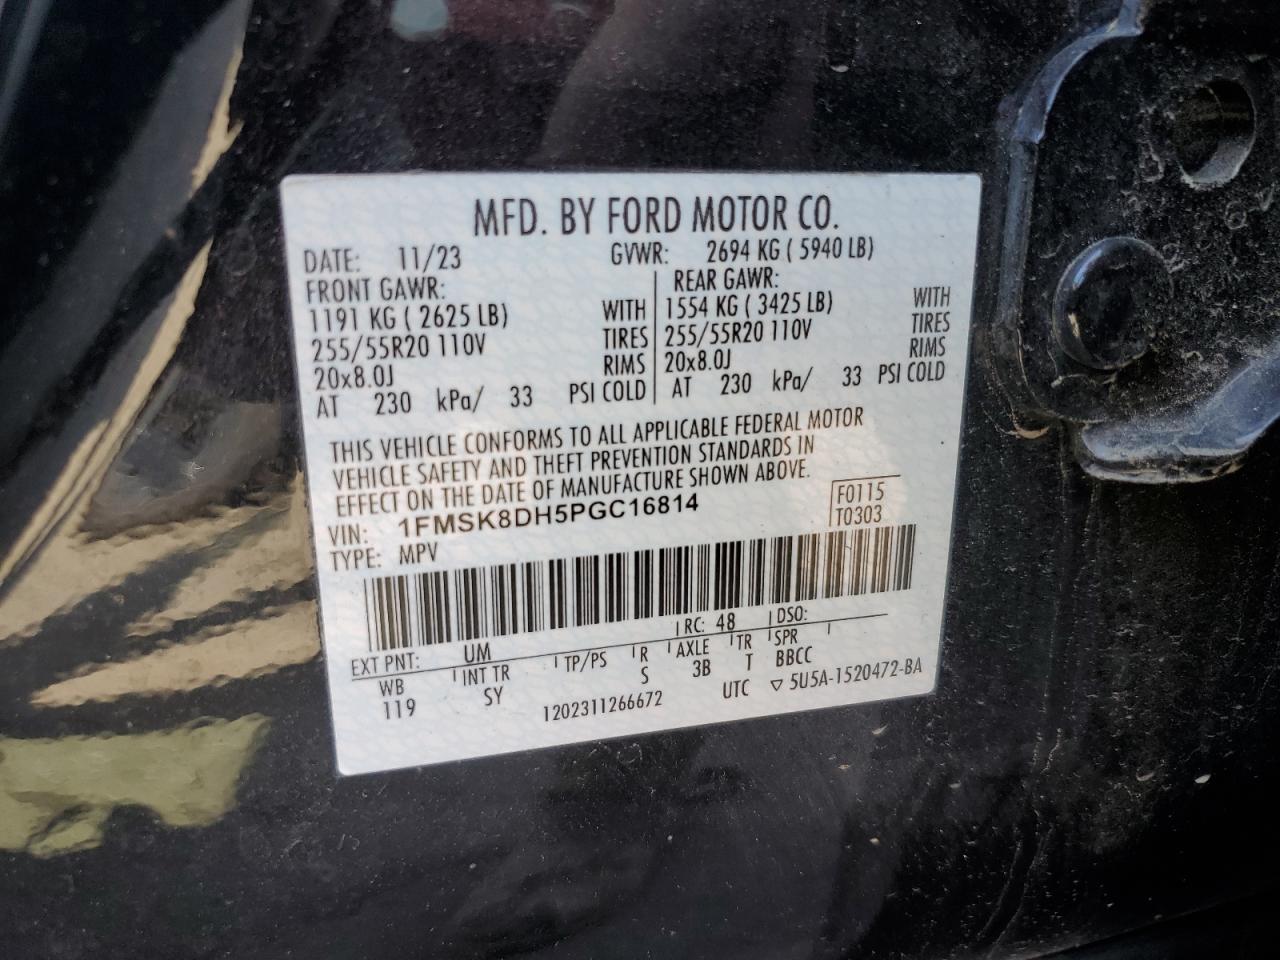 MFD. BY FORD MOTOR CO.
DATE: 11/23 GVWR: 2694 KG ( 5940 LB)
FRONT GAWR: REAR GAWR:
1191 KG ( 2625 LB) WITH 1554 KG ( 3425 LB) WITH
255/55R20 110V TIRES 255/55R20 110V TIRES
20x8.0J RIMS 20x8.0J RIMS
AT 230 kPa/ 33 PSI COLD AT 230 kPa/ 33 PSI COLD
THIS VEHICLE CONFORMS TO ALL APPLICABLE FEDERAL MOTOR
VEHICLE SAFETY AND THEFT PREVENTION STANDARDS IN
EFFECT ON THE DATE OF MANUFACTURE SHOWN ABOVE.
VIN: 1FMSK8DH5PGC16814 F0115
TYPE: MPV T0303
EXT PNT: UM RC: 48 DSO:
WB INT TR TP/PS R AXLE TR SPR
119 SY S 3B T BBCC
1202311266672 UTC ▽ 5U5A-1520472-BA